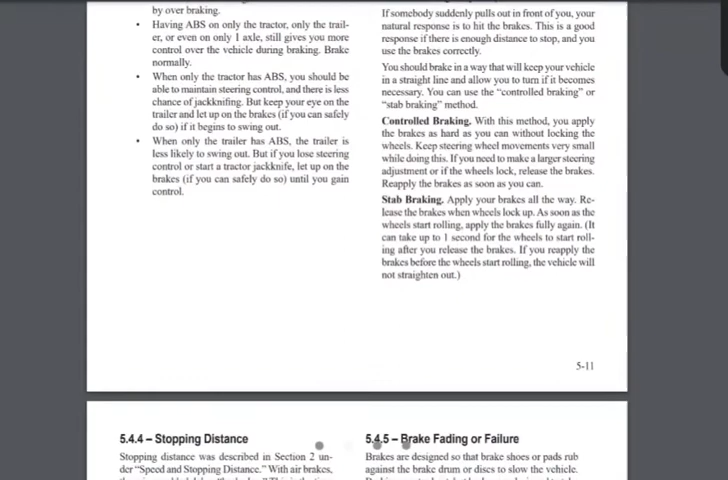 by over braking.
• Having ABS on only the tractor, only the trail-
er, or even on only 1 axle, still gives you more
control over the vehicle during braking. Brake
normally.
• When only the tractor has ABS, you should be
able to maintain steering control, and there is less
chance of jackknifing. But keep your eye on the
trailer and let up on the brakes (if you can safely
do so) if it begins to swing out.
• When only the trailer has ABS, the trailer is
less likely to swing out. But if you lose steering
control or start a tractor jackknife, let up on the
brakes (if you can safely do so) until you gain
control.
If somebody suddenly pulls out in front of you, your
natural response is to hit the brakes. This is a good
response if there is enough distance to stop, and you
use the brakes correctly.
You should brake in a way that will keep your vehicle
in a straight line and allow you to turn if it becomes
necessary. You can use the “controlled braking” or
“stab braking” method.
Controlled Braking. With this method, you apply
the brakes as hard as you can without locking the
wheels. Keep steering wheel movements very small
while doing this. If you need to make a larger steering
adjustment or if the wheels lock, release the brakes.
Reapply the brakes as soon as you can.
Stab Braking. Apply your brakes all the way. Re-
lease the brakes when wheels lock up. As soon as the
wheels start rolling, apply the brakes fully again. (It
can take up to 1 second for the wheels to start roll-
ing after you release the brakes. If you reapply the
brakes before the wheels start rolling, the vehicle will
not straighten out.)
5-11
5.4.4 – Stopping Distance
Stopping distance was described in Section 2 un-
der “Speed and Stopping Distance.” With air brakes,
5.4.5 – Brake Fading or Failure
Brakes are designed so that brake shoes or pads rub
against the brake drum or discs to slow the vehicle.